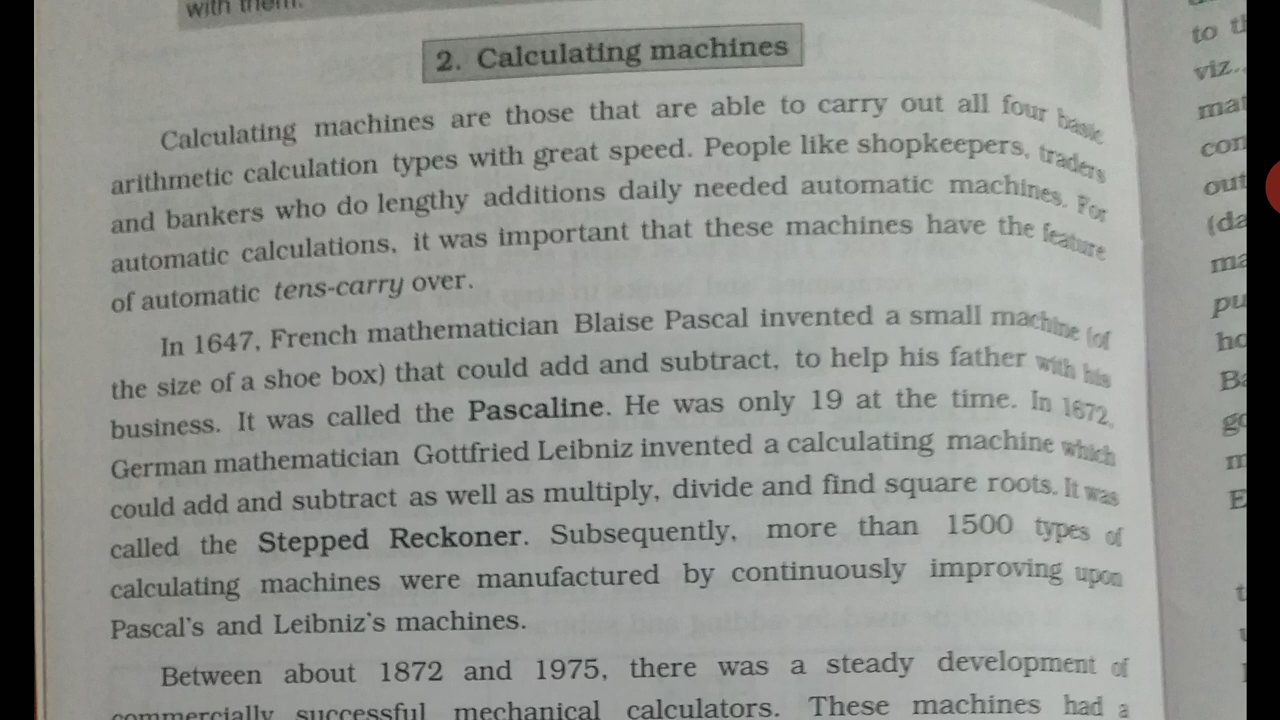 with them.
2. Calculating machines
Calculating machines are those that are able to carry out all four basic
arithmetic calculation types with great speed. People like shopkeepers, traders
and bankers who do lengthy additions daily needed automatic machines. For
automatic calculations, it was important that these machines have the feature
of automatic tens-carry over.
In 1647, French mathematician Blaise Pascal invented a small machine (of
the size of a shoe box) that could add and subtract, to help his father with his
business. It was called the Pascaline. He was only 19 at the time. In 1672,
German mathematician Gottfried Leibniz invented a calculating machine which
could add and subtract as well as multiply, divide and find square roots. It was
called the Stepped Reckoner. Subsequently, more than 1500 types of
calculating machines were manufactured by continuously improving upon
Pascal's and Leibniz's machines.
Between about 1872 and 1975, there was a steady development of
commercially successful mechanical calculators. These machines had a
to
viz..
out
(da